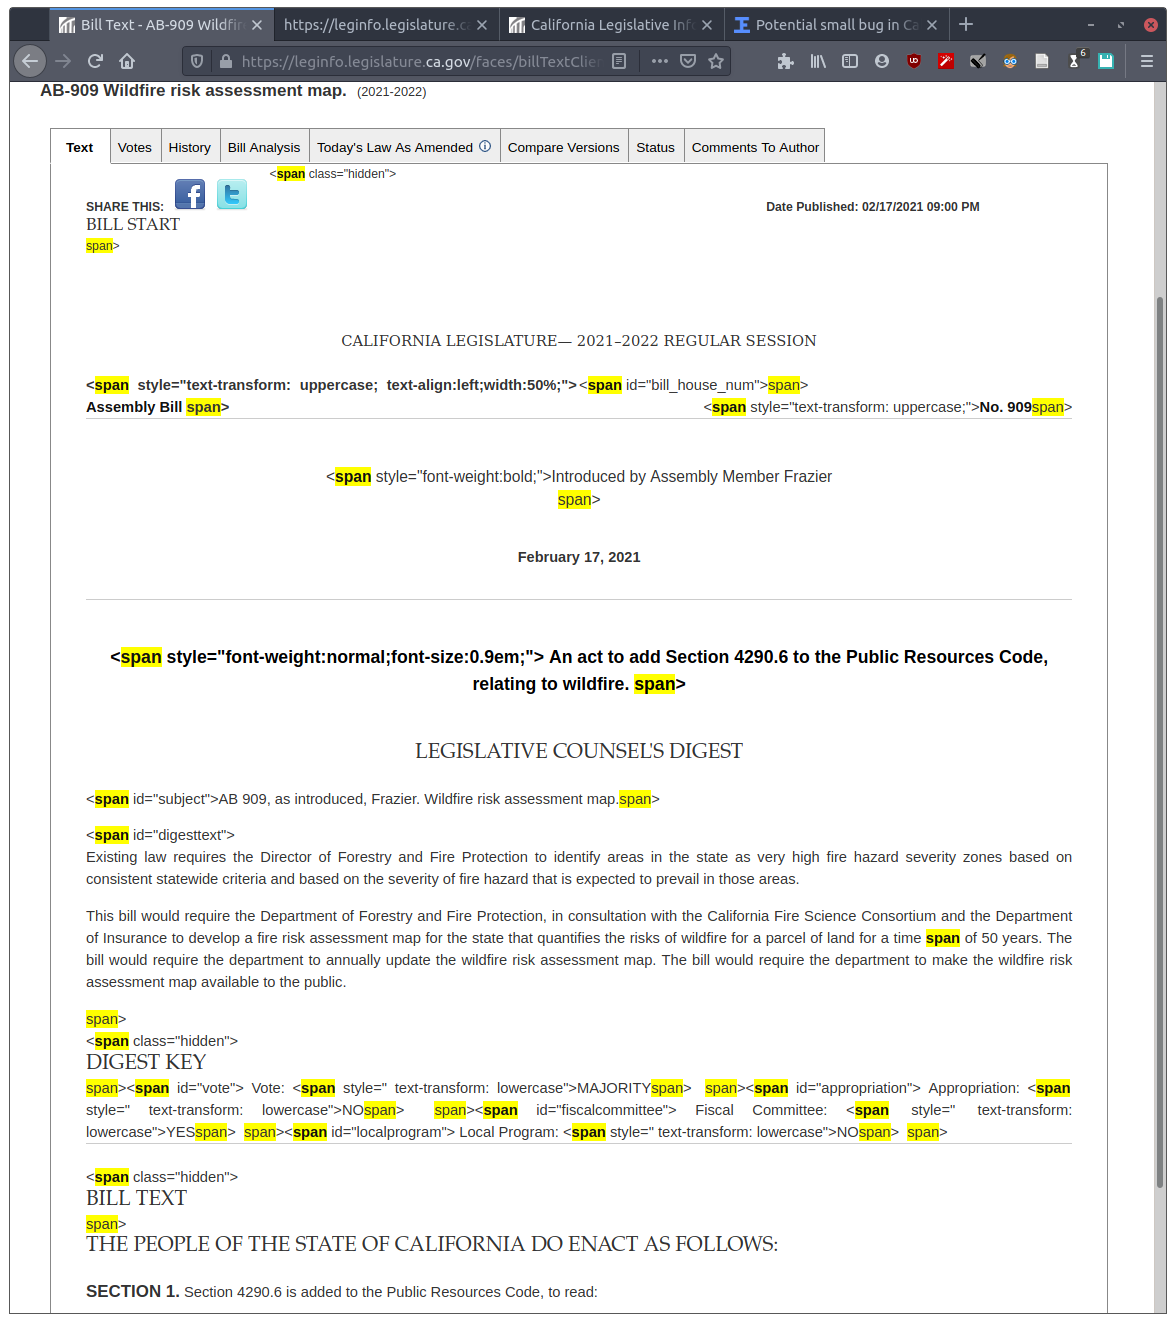 Bill Text - AB-909 Wildfir
https://leginfo.legislature.c
California Legislative Inf
Potential small bug in Ca
https://leginfo.legislature.ca.gov/faces/billTextClie
6
AB-909 Wildfire risk assessment map. (2021-2022)
Text Votes History Bill Analysis Today's Law As Amended Compare Versions Status Comments To Author
<span class="hidden">
SHARE THIS: Date Published: 02/17/2021 09:00 PM
BILL START
span>
CALIFORNIA LEGISLATURE— 2021–2022 REGULAR SESSION
<span style="text-transform: uppercase; text-align:left;width:50%;"><span id="bill_house_num">span>
Assembly Bill span> <span style="text-transform: uppercase;">No. 909span>
<span style="font-weight:bold;">Introduced by Assembly Member Frazier
span>
February 17, 2021
<span style="font-weight:normal;font-size:0.9em;"> An act to add Section 4290.6 to the Public Resources Code,
relating to wildfire. span>
LEGISLATIVE COUNSEL'S DIGEST
<span id="subject">AB 909, as introduced, Frazier. Wildfire risk assessment map.span>
<span id="digesttext">
Existing law requires the Director of Forestry and Fire Protection to identify areas in the state as very high fire hazard severity zones based on
consistent statewide criteria and based on the severity of fire hazard that is expected to prevail in those areas.
This bill would require the Department of Forestry and Fire Protection, in consultation with the California Fire Science Consortium and the Department
of Insurance to develop a fire risk assessment map for the state that quantifies the risks of wildfire for a parcel of land for a time span of 50 years. The
bill would require the department to annually update the wildfire risk assessment map. The bill would require the department to make the wildfire risk
assessment map available to the public.
span>
<span class="hidden">
DIGEST KEY
span><span id="vote"> Vote: <span style=" text-transform: lowercase">MAJORITYspan> span><span id="appropriation"> Appropriation: <span
style=" text-transform: lowercase">NOspan> span><span id="fiscalcommittee"> Fiscal Committee: <span style=" text-transform:
lowercase">YESspan> span><span id="localprogram"> Local Program: <span style=" text-transform: lowercase">NOspan> span>
<span class="hidden">
BILL TEXT
span>
THE PEOPLE OF THE STATE OF CALIFORNIA DO ENACT AS FOLLOWS:
SECTION 1. Section 4290.6 is added to the Public Resources Code, to read: